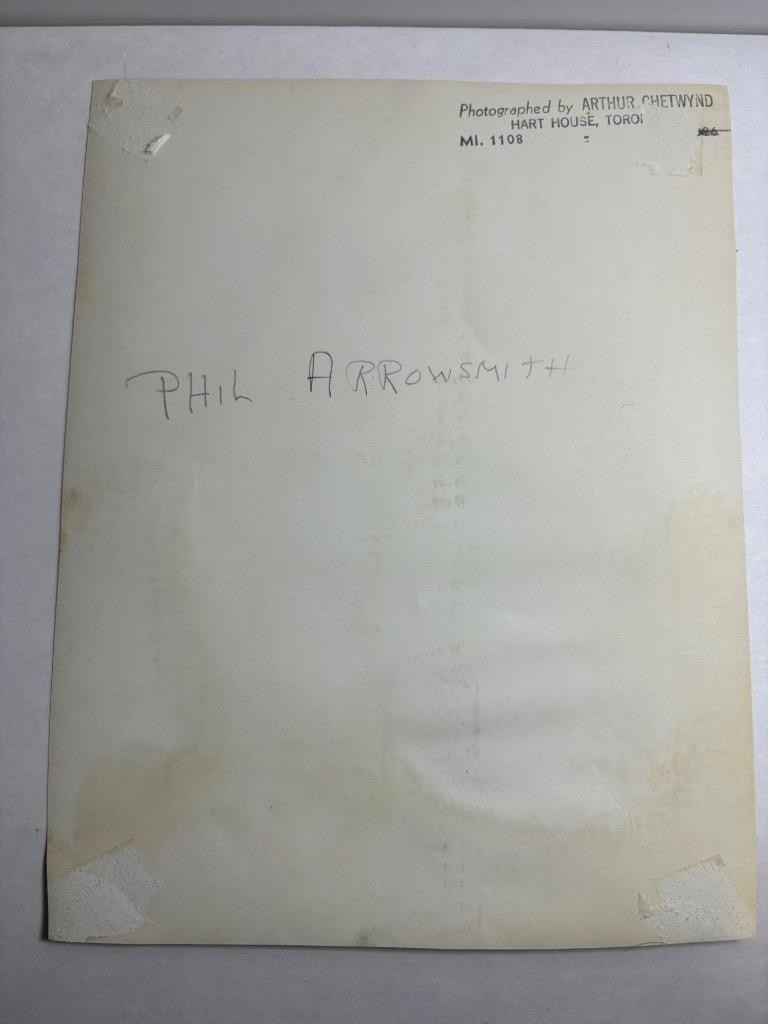 Photographed by ARTHUR CHETWYND
HART HOUSE, TORO
MI. 1108
PHIL ARROWSMITH